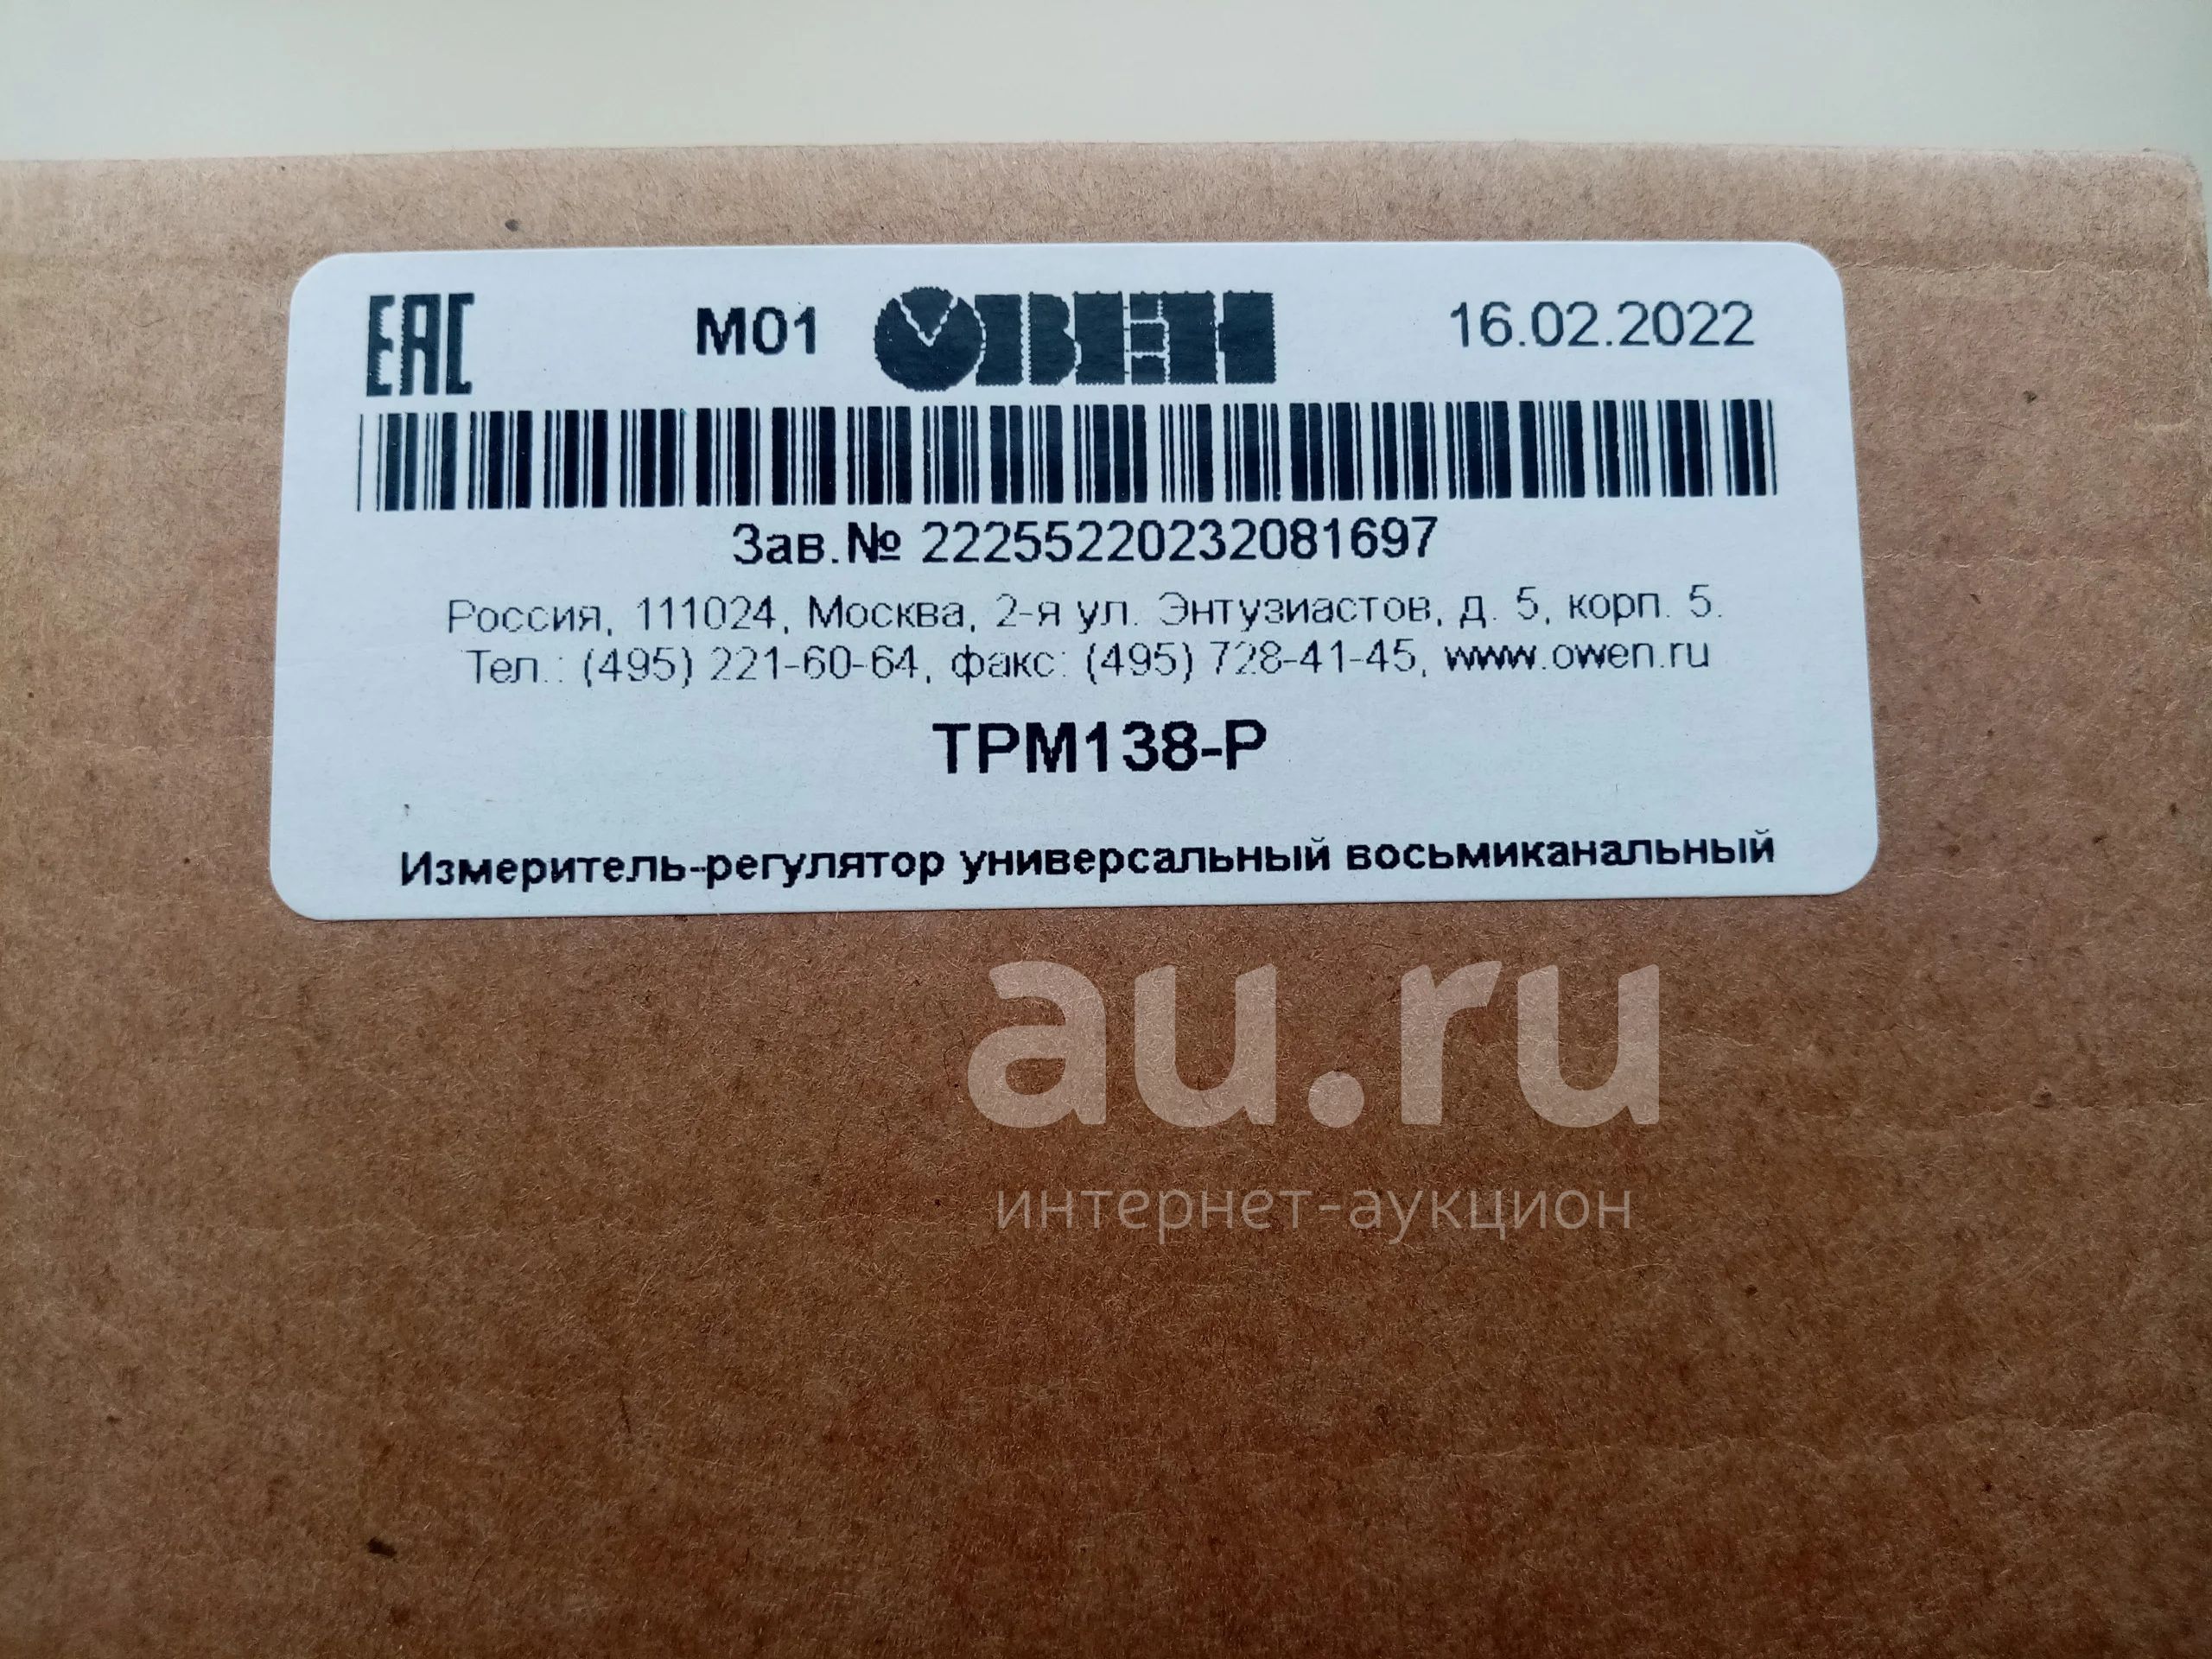 ЕАС М01 ОВЕН 16.02.2022
Зав.№ 22255220232081697
Россия, 111024, Москва, 2-я ул. Энтузиастов, д. 5, корп. 5.
Тел.: (495) 221-60-64, факс: (495) 728-41-45, www.owen.ru
ТРМ138-Р
Измеритель-регулятор универсальный восьмиканальный
au.ru
интернет-аукцион